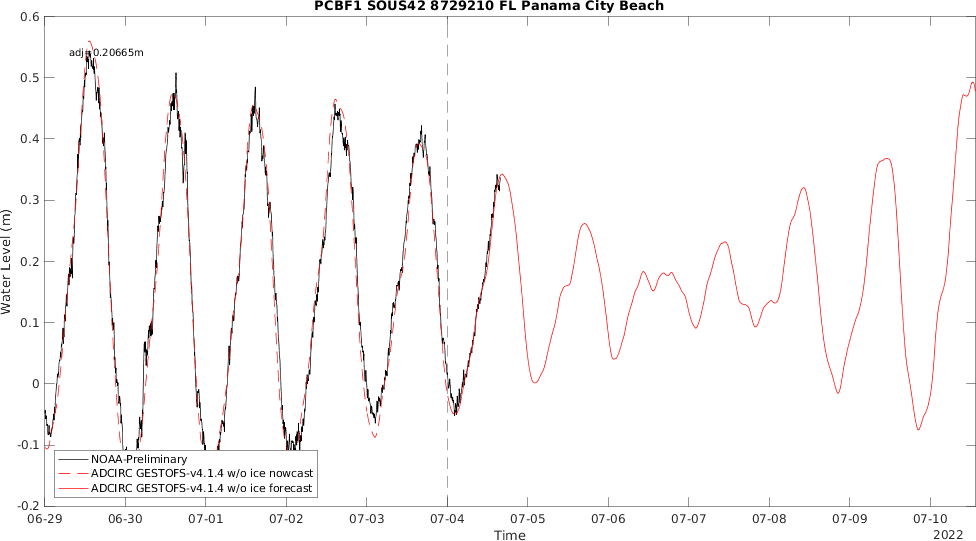 PCBF1 SOUS42 8729210 FL Panama City Beach
0.6
adj=0.20665m
0.5
0.4
0.3
0.2
0.1
0
-0.1
-0.2
Water Level (m)
NOAA-Preliminary
ADCIRC GESTOFS-v4.1.4 w/o ice nowcast
ADCIRC GESTOFS-v4.1.4 w/o ice forecast
06-29 06-30 07-01 07-02 07-03 07-04 07-05 07-06 07-07 07-08 07-09 07-10
Time
2022